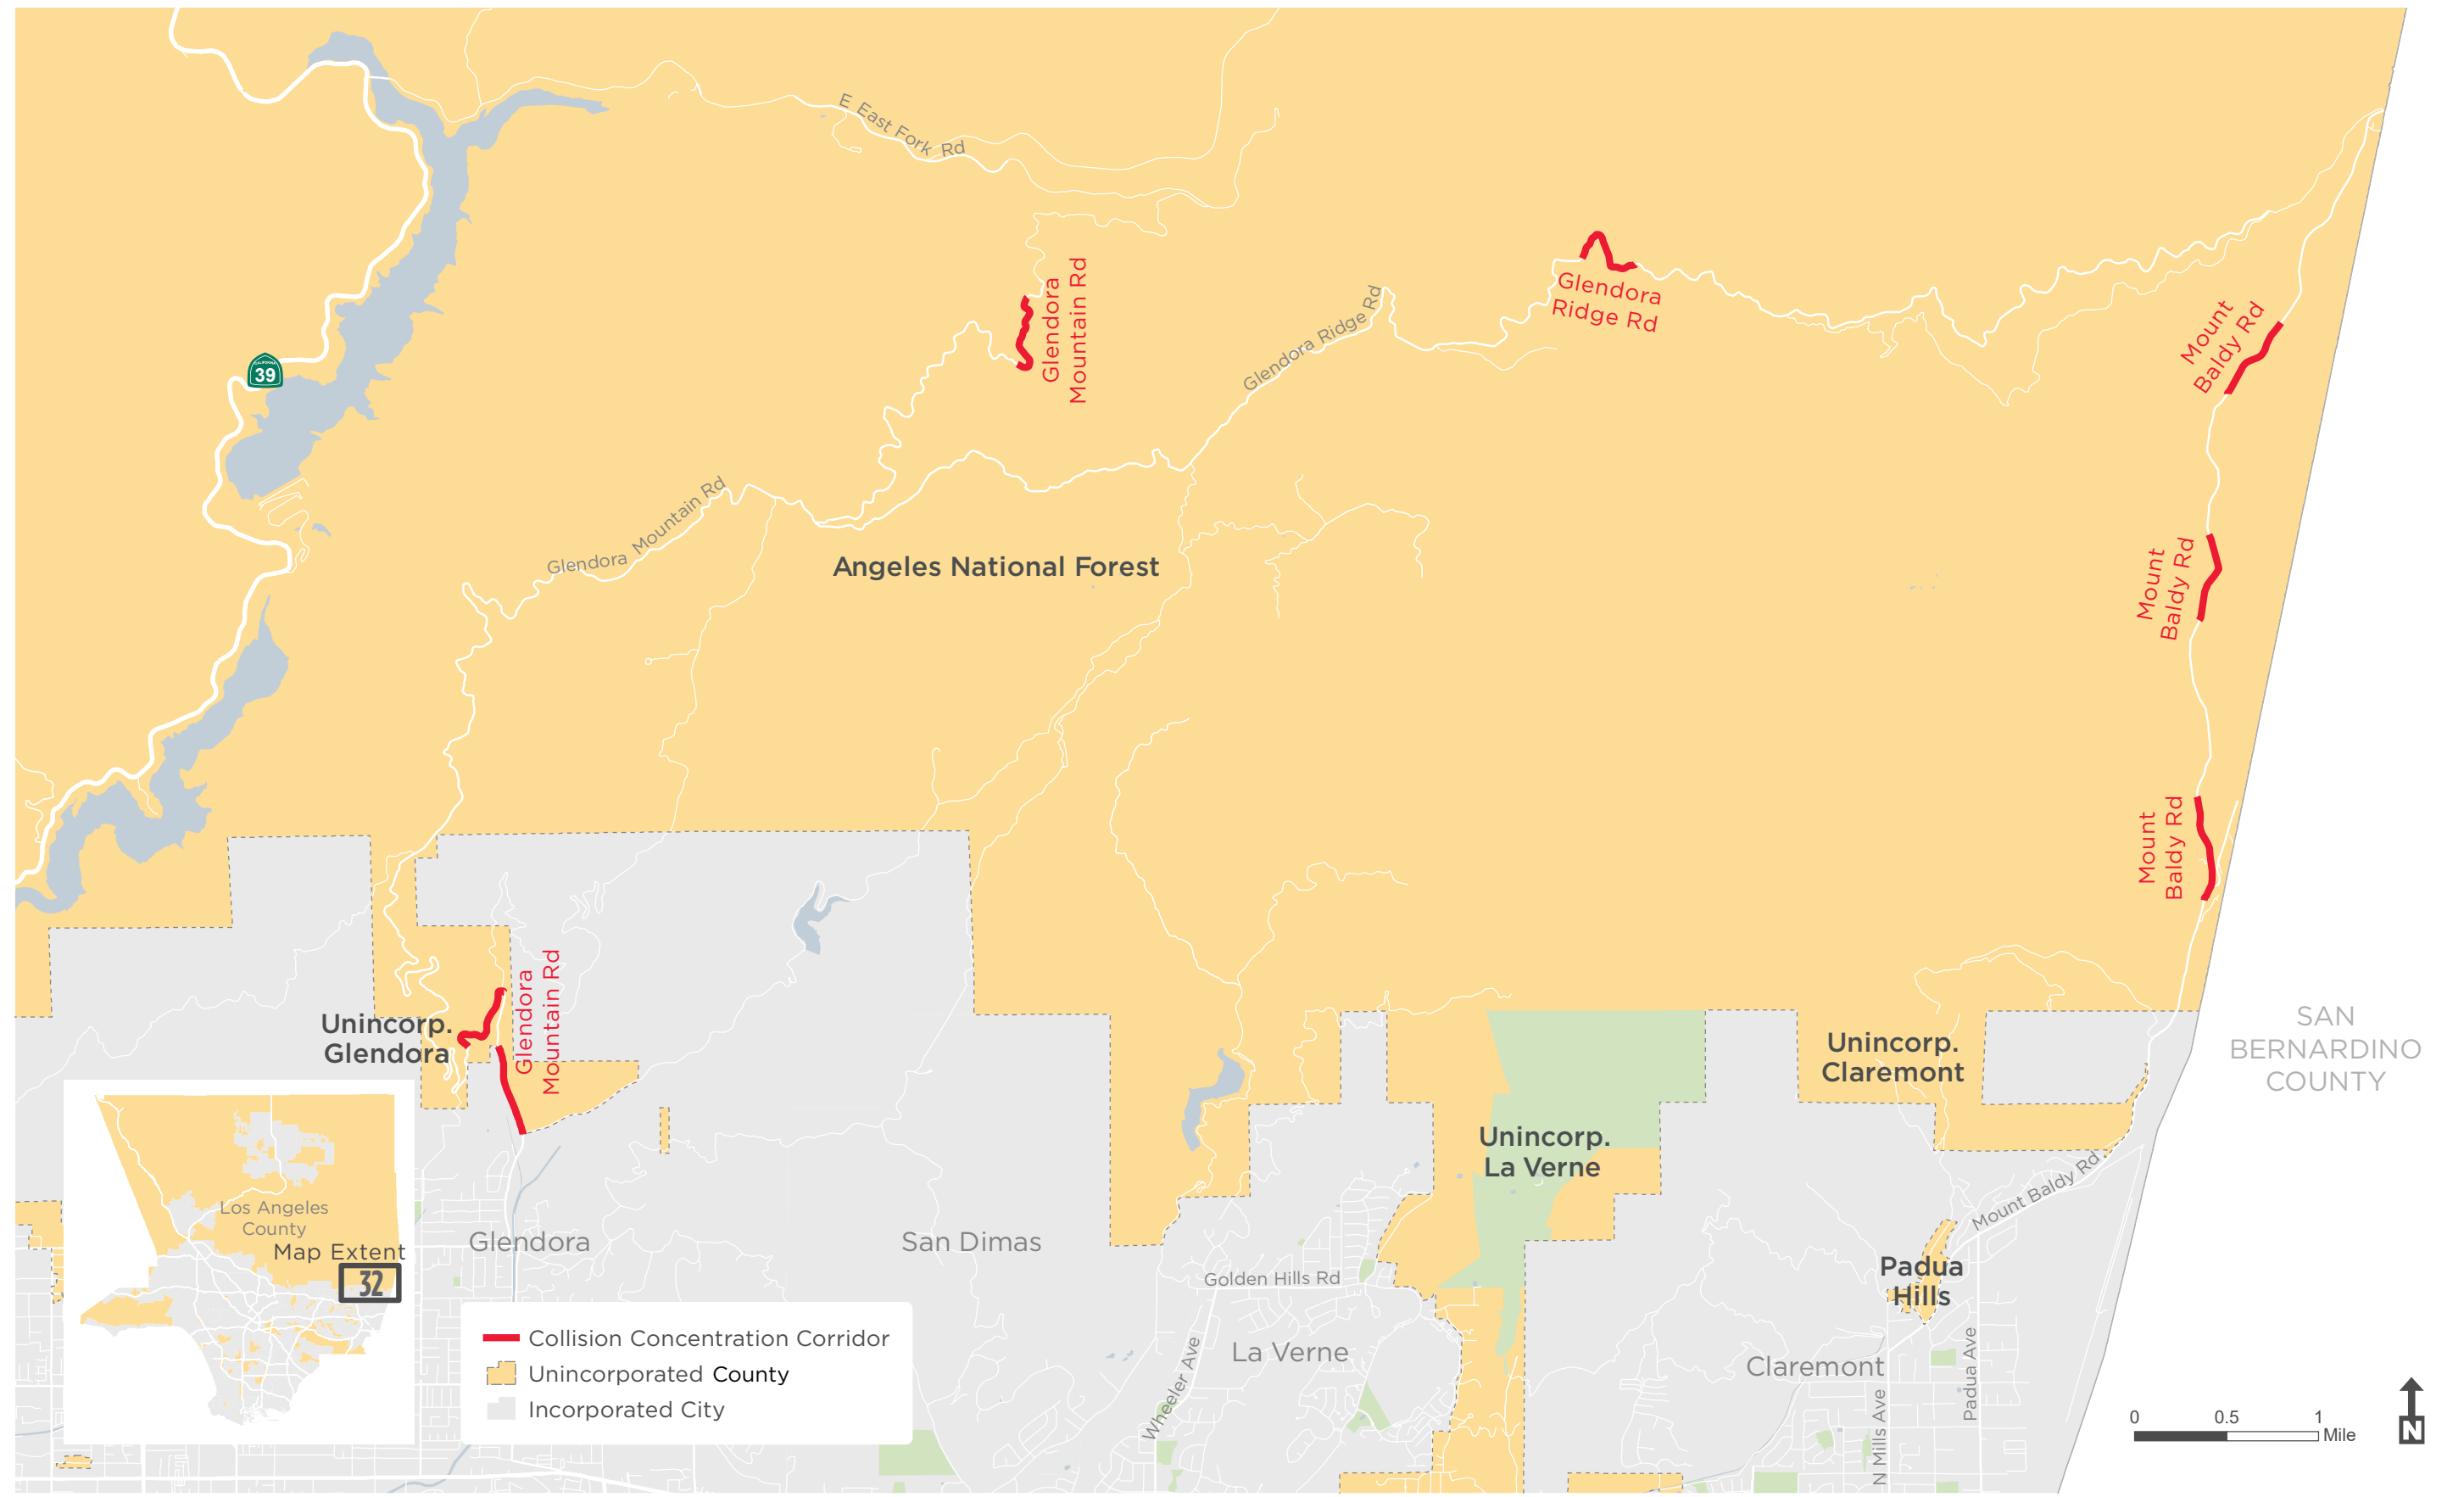 E East Fork Rd
Glendora
Mountain Rd
Glendora
Ridge Rd
Glendora Ridge Rd
Mount
Baldy Rd
CALIFORNIA
39
Glendora Mountain Rd
Angeles National Forest
Mount
Baldy Rd
Mount
Baldy Rd
Glendora
Mountain Rd
Unincorp.
Glendora
SAN
BERNARDINO
COUNTY
Unincorp.
Claremont
Unincorp.
La Verne
Mount Baldy Rd
Los Angeles
County
Map Extent
32
Glendora
San Dimas
Golden Hills Rd
Padua
Hills
La Verne
Wheeler Ave
Claremont
N Mills Ave
Padua Ave
Collision Concentration Corridor
Unincorporated County
Incorporated City
0 0.5 1
Mile
N